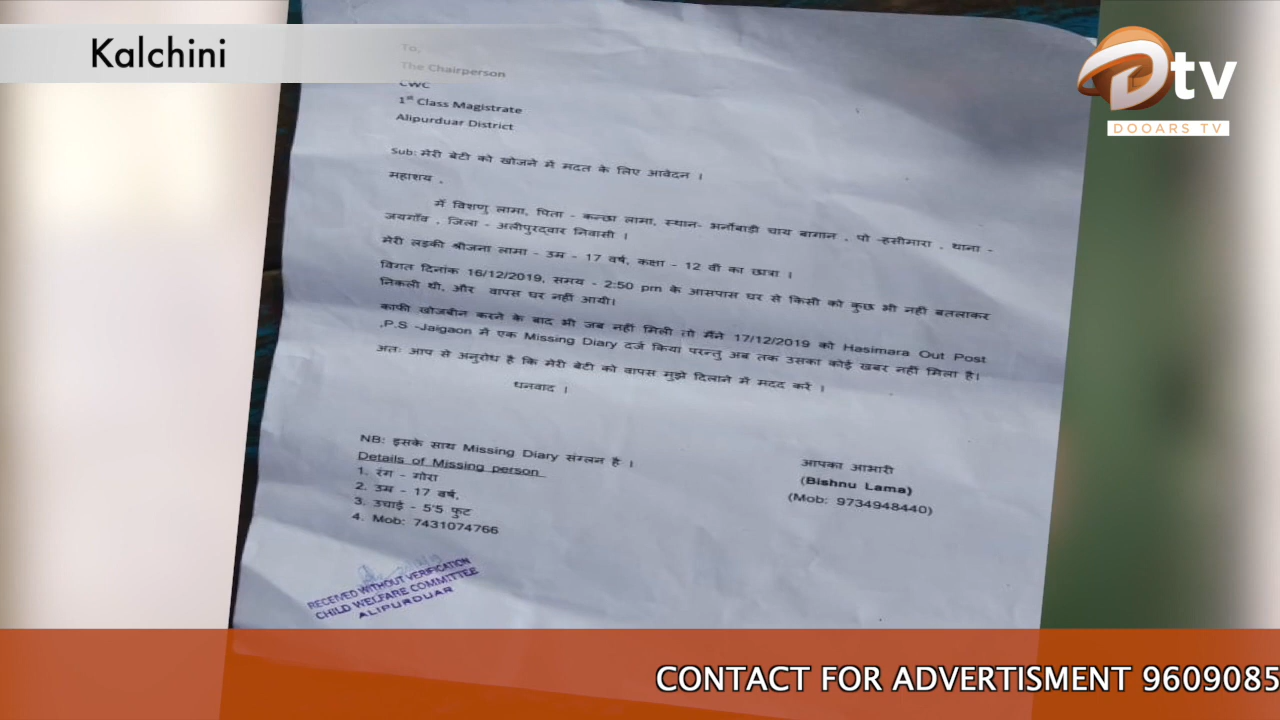 Kalchini
Dtv
DOOARS TV
To,
The Chairperson
CWC
1st Class Magistrate
Alipurduar District
Sub: मेरी बेटी को खोजने में मदत के लिए आवेदन ।
महाशय ,
में विशणु लामा, पिता - कन्छा लामा, स्थान- भर्नोबाड़ी चाय बागान , पो -हसीमारा , थाना -
जयगाँव , जिला - अलीपुरद्वार निवासी ।
मेरी लड़की श्रीजना लामा - उम्र - 17 वर्ष, कक्षा - 12 वीं का छात्रा ।
विगत दिनांक 16/12/2019, समय - 2:50 pm के आसपास घर से किसी को कुछ भी नहीं बतलाकर
निकली थी, और वापस घर नहीं आयी।
काफी खोजबीन करने के बाद भी जब नहीं मिली तो मैंने 17/12/2019 को Hasimara Out Post
,P.S -Jaigaon में एक Missing Diary दर्ज किया परन्तु अब तक उसका कोई खबर नहीं मिला है।
अतः आप से अनुरोध है कि मेरी बेटी को वापस मुझे दिलाने में मदद करें ।
धनवाद ।
NB: इसके साथ Missing Diary संग्लन है ।
Details of Missing person
1. रंग - गोरा
2. उम्र - 17 वर्ष,
3. उचाई - 5'5 फुट
4. Mob: 7431074766
आपका आभारी
(Bishnu Lama)
(Mob: 9734948440)
RECEIVED WITHOUT VERIFICATION
CHILD WELFARE COMMITTEE
ALIPURDUAR
CONTACT FOR ADVERTISMENT 9609085